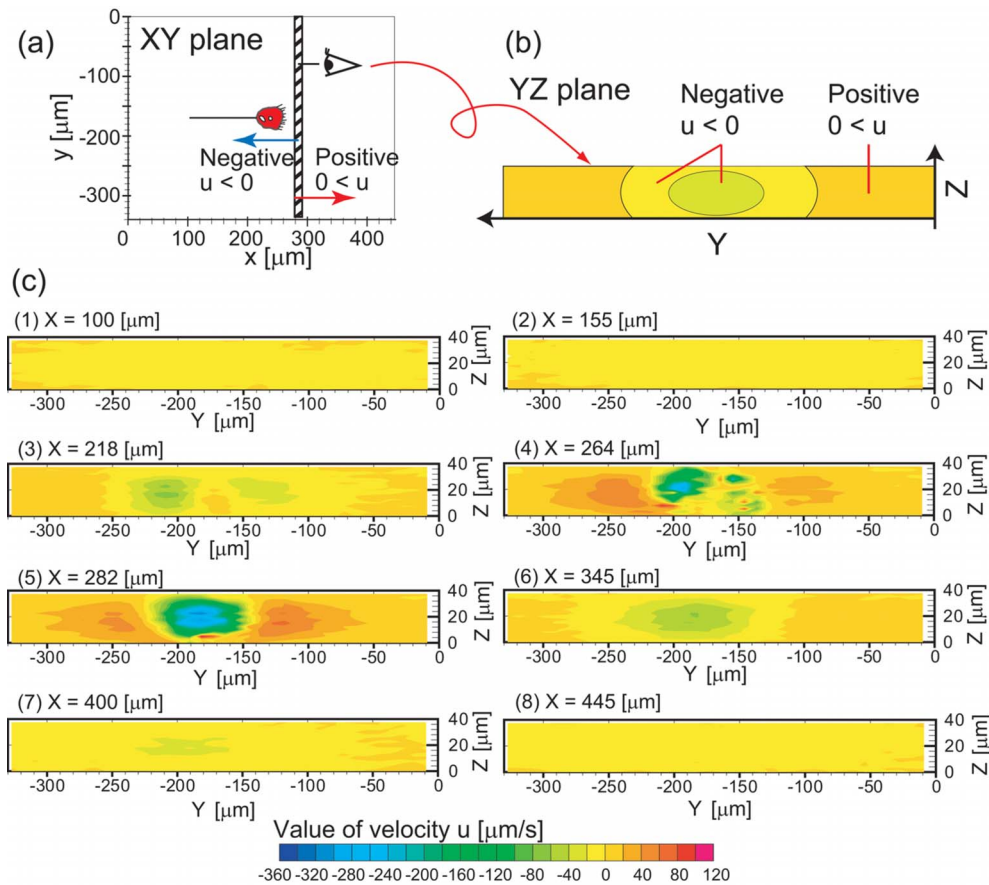 (a)
XY plane
0
-100
-200
-300
y [μm]
0 100 200 300 400
x [μm]
Negative
u < 0
Positive
0 < u
(b)
YZ plane
Negative
u < 0
Positive
0 < u
Y
Z
(c)
(1) X = 100 [μm]
40
20
0
Z [μm]
-300 -250 -200 -150 -100 -50 0
Y [μm]
(2) X = 155 [μm]
40
20
0
Z [μm]
-300 -250 -200 -150 -100 -50 0
Y [μm]
(3) X = 218 [μm]
40
20
0
Z [μm]
-300 -250 -200 -150 -100 -50 0
Y [μm]
(4) X = 264 [μm]
40
20
0
Z [μm]
-300 -250 -200 -150 -100 -50 0
Y [μm]
(5) X = 282 [μm]
40
20
0
Z [μm]
-300 -250 -200 -150 -100 -50 0
Y [μm]
(6) X = 345 [μm]
40
20
0
Z [μm]
-300 -250 -200 -150 -100 -50 0
Y [μm]
(7) X = 400 [μm]
40
20
0
Z [μm]
-300 -250 -200 -150 -100 -50 0
Y [μm]
(8) X = 445 [μm]
40
20
0
Z [μm]
-300 -250 -200 -150 -100 -50 0
Y [μm]
Value of velocity u [μm/s]
-360 -320 -280 -240 -200 -160 -120 -80 -40 0 40 80 120